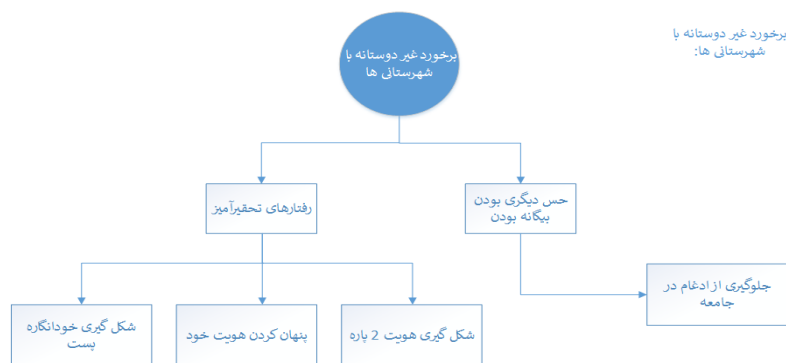 برخورد غیر دوستانه با
شهرستانی ها:
برخورد غیر دوستانه با
شهرستانی ها
حس دیگری بودن
بیگانه بودن
رفتارهای تحقیرآمیز
جلوگیری از ادغام در
جامعه
شکل گیری هویت 2 پاره
پنهان کردن هویت خود
شکل گیری خودانگاره
پست